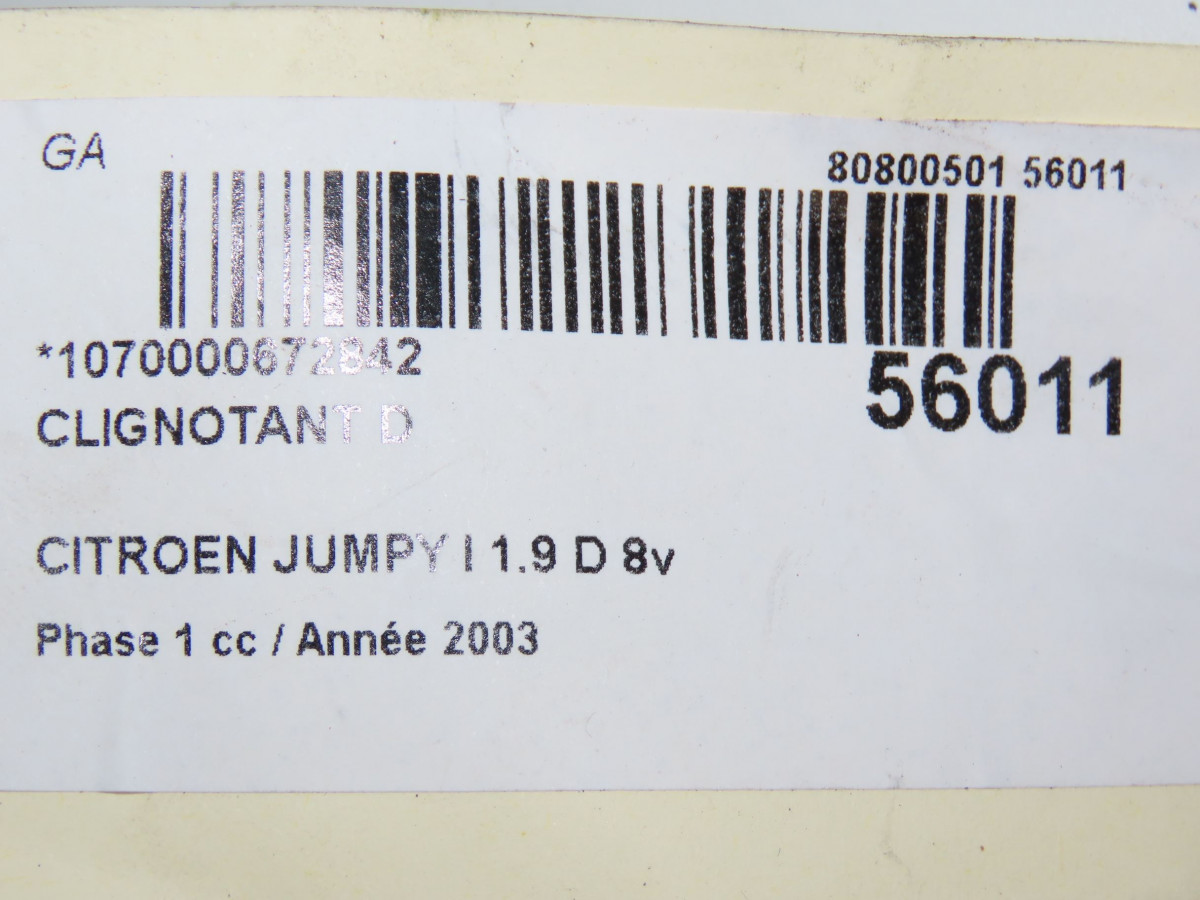 GA
80800501 56011
*1070000672842
56011
CLIGNOTANT D
CITROEN JUMPY I 1.9 D 8v
Phase 1 cc / Année 2003